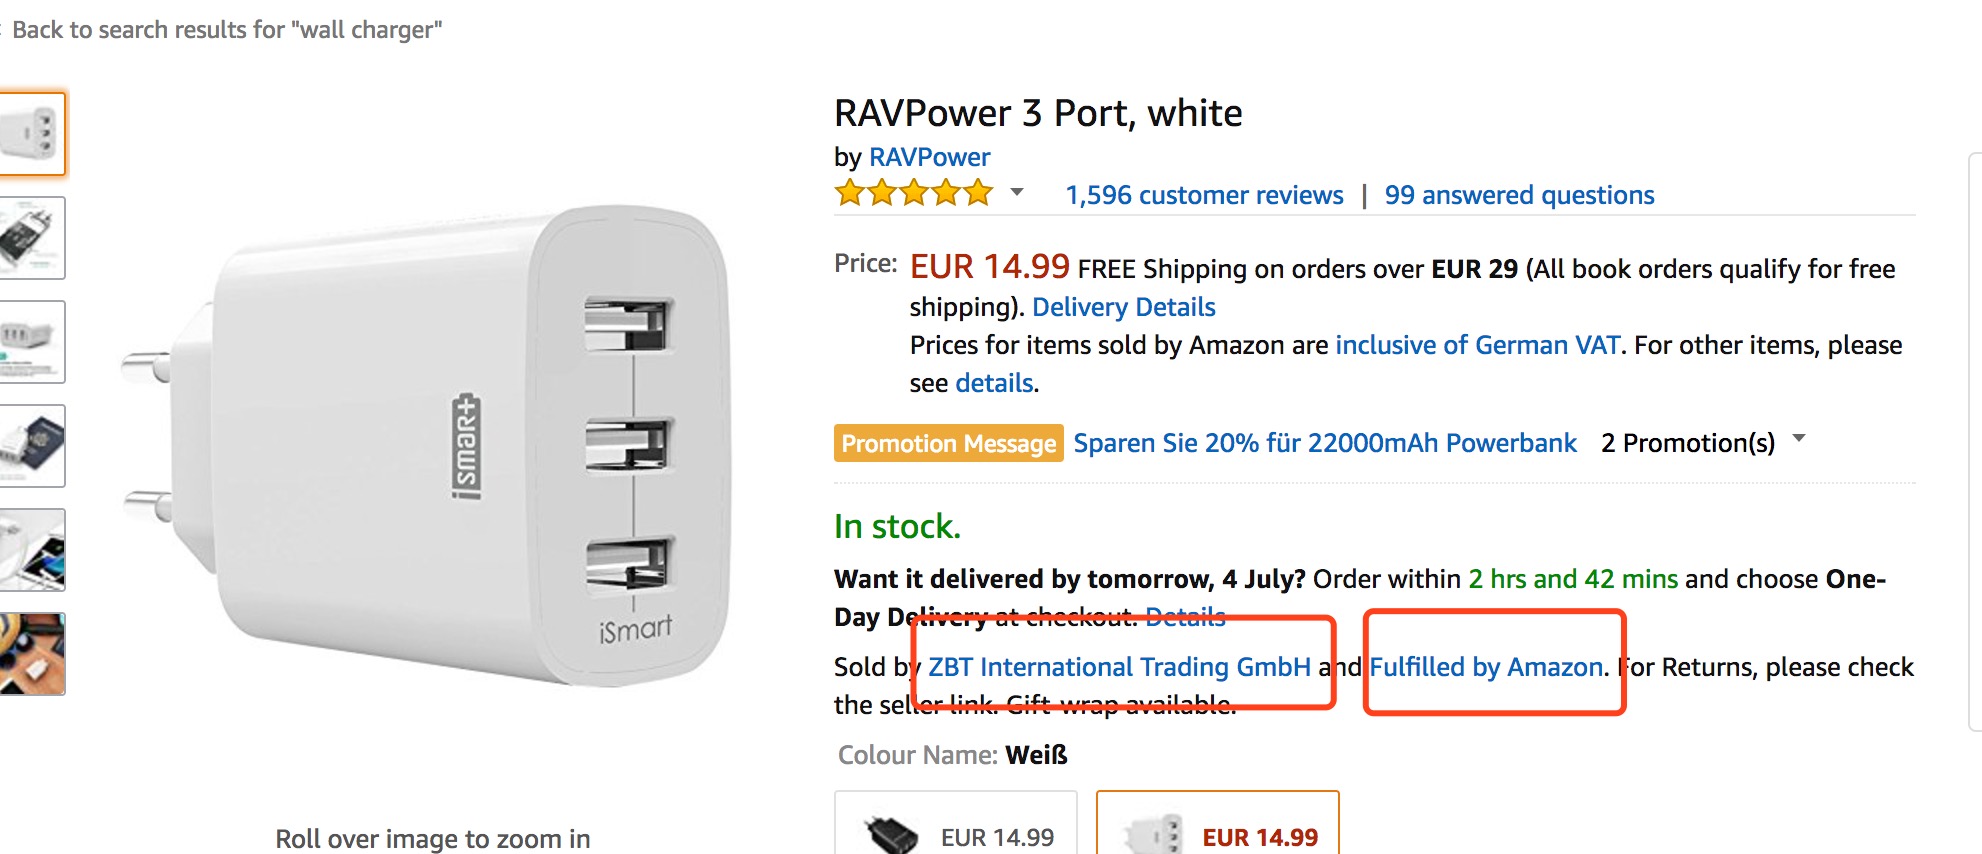 Back to search results for "wall charger"
RAVPower 3 Port, white
by RAVPower
1,596 customer reviews | 99 answered questions
Price: EUR 14.99 FREE Shipping on orders over EUR 29 (All book orders qualify for free
shipping). Delivery Details
Prices for items sold by Amazon are inclusive of German VAT. For other items, please
see details.
Promotion Message Sparen Sie 20% für 22000mAh Powerbank 2 Promotion(s)
In stock.
Want it delivered by tomorrow, 4 July? Order within 2 hrs and 42 mins and choose One-
Day Delivery at checkout. Details
Sold by ZBT International Trading GmbH and Fulfilled by Amazon. For Returns, please check
the seller link. Gift-wrap available.
Colour Name: Weiß
EUR 14.99
EUR 14.99
ismart
iSmart
Roll over image to zoom in